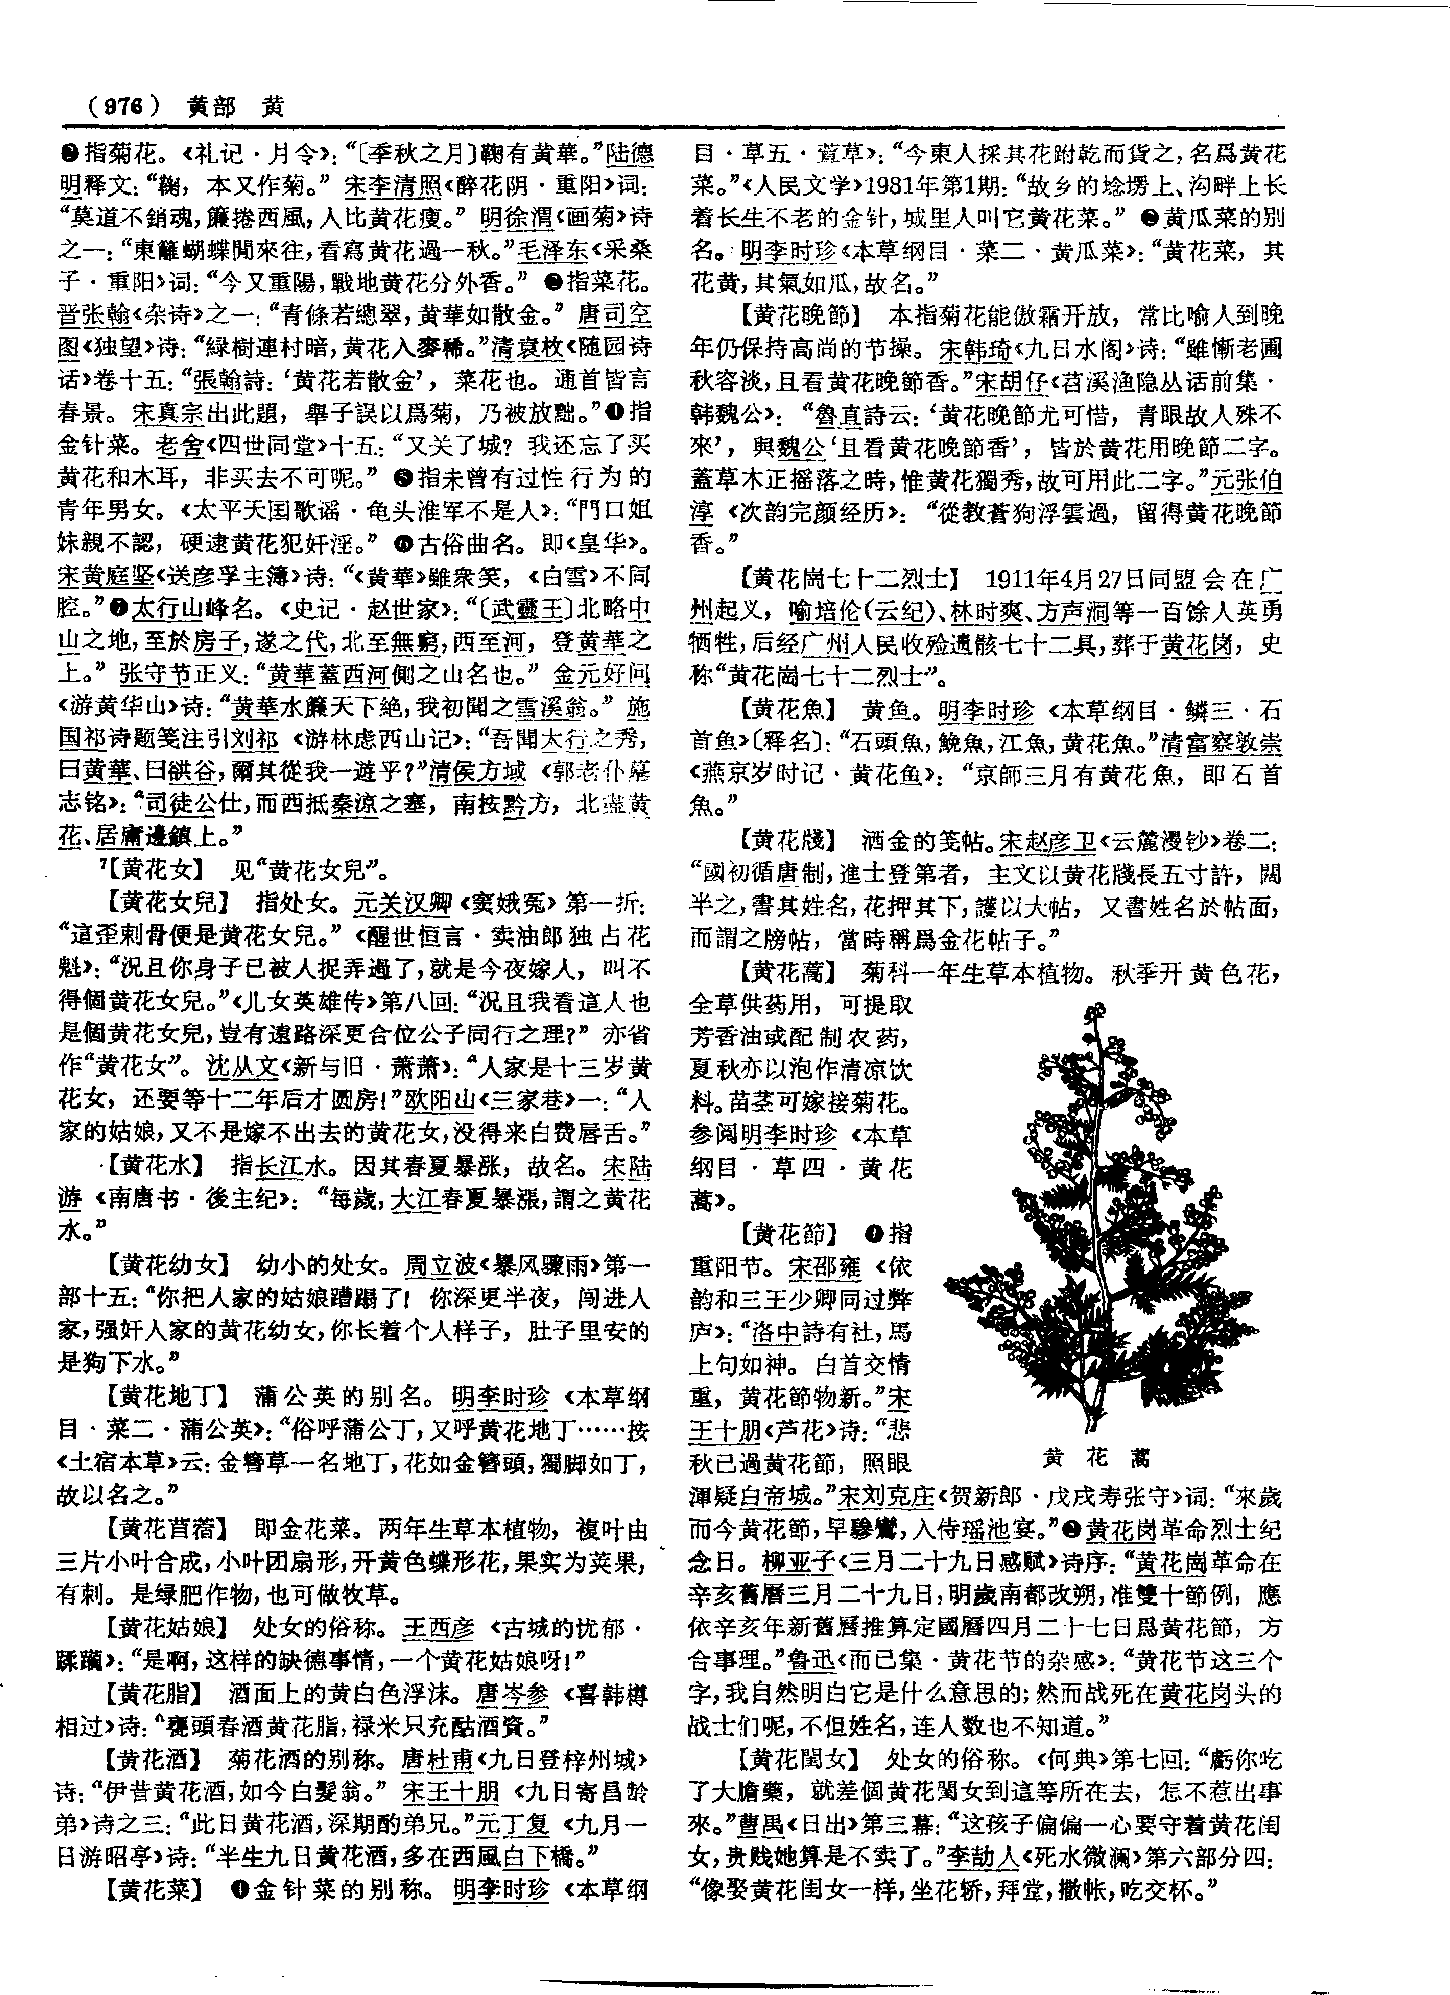 （976） 黄部 黄
❷指菊花。《礼记·月令》：“〔季秋之月〕鞠有黄華。”陆德
明释文：“鞠，本又作菊。”宋李清照《醉花阴·重阳》词：
“莫道不銷魂，簾捲西風，人比黄花瘦。”明徐渭《画菊》诗
之一：“東籬蝴蝶閒來往，看寫黄花過一秋。”毛泽东《采桑
子·重阳》词：“今又重陽，戰地黄花分外香。”❸指菜花。
晋张翰《杂诗》之一：“青條若總翠，黄華如散金。”唐司空
图《独望》诗：“緑樹連村暗，黄花入麥稀。”清袁枚《随园诗
话》卷十五：“張翰詩：‘黄花若散金’，菜花也。通首皆言
春景。宋真宗出此題，舉子誤以爲菊，乃被放黜。”❹指
金针菜。老舍《四世同堂》十五：“又关了城？我还忘了买
黄花和木耳，非买去不可呢。”❺指未曾有过性行为的
青年男女。《太平天国歌谣·龟头淮军不是人》：“門口姐
妹親不認，硬逮黄花犯奸淫。”❻古俗曲名。即《皇华》。
宋黄庭坚《送彦孚主簿》诗：“《黄華》雖衆笑，《白雪》不同
腔。”❼太行山峰名。《史记·赵世家》：“〔武靈王〕北略中
山之地，至於房子，遂之代，北至無窮，西至河，登黄華之
上。”张守节正义：“黄華蓋西河側之山名也。”金元好问
《游黄华山》诗：“黄華水簾天下絶，我初聞之雪溪翁。”施
国祁诗题笺注引刘祁《游林虑西山记》：“吾聞太行之秀，
曰黄華、曰谼谷，爾其從我一遊乎？”清侯方域《郭老仆墓
志铭》：“司徒公仕，而西抵秦涼之塞，南按黔方，北盡黄
花、居庸邊鎮上。”
【黄花女】 见“黄花女兒”。
【黄花女兒】 指处女。元关汉卿《窦娥冤》第一折：
“這歪剌骨便是黄花女兒。”《醒世恒言·卖油郎独占花
魁》：“況且你身子已被人捉弄過了，就是今夜嫁人，叫不
得個黄花女兒。”《儿女英雄传》第八回：“況且我看這人也
是個黄花女兒，豈有遠路深更合位公子同行之理？”亦省
作“黄花女”。沈从文《新与旧·萧萧》：“人家是十三岁黄
花女，还要等十二年后才圆房！”欧阳山《三家巷》一：“人
家的姑娘，又不是嫁不出去的黄花女，没得来白费唇舌。”
【黄花水】 指长江水。因其春夏暴涨，故名。宋陆
游《南唐书·後主纪》：“每歲，大江春夏暴漲，謂之黄花
水。”
【黄花幼女】 幼小的处女。周立波《暴风骤雨》第一
部十五：“你把人家的姑娘蹧蹋了！你深更半夜，闯进人
家，强奸人家的黄花幼女，你长着个人样子，肚子里安的
是狗下水。”
【黄花地丁】 蒲公英的别名。明李时珍《本草纲
目·菜二·蒲公英》：“俗呼蒲公丁，又呼黄花地丁……按
《土宿本草》云：金簪草一名地丁，花如金簪頭，獨脚如丁，
故以名之。”
【黄花苜蓿】 即金花菜。两年生草本植物，複叶由
三片小叶合成，小叶团扇形，开黄色蝶形花，果实为荚果，
有刺。是绿肥作物，也可做牧草。
【黄花姑娘】 处女的俗称。王西彦《古城的忧郁·
蹂躏》：“是啊，这样的缺德事情，一个黄花姑娘呀！”
【黄花脂】 酒面上的黄白色浮沫。唐岑参《喜韩樽
相过》诗：“甕頭春酒黄花脂，禄米只充酤酒資。”
【黄花酒】 菊花酒的别称。唐杜甫《九日登梓州城》
诗：“伊昔黄花酒，如今白髮翁。”宋王十朋《九日寄昌龄
弟》诗之三：“此日黄花酒，深期酌弟兄。”元丁复《九月一
日游昭亭》诗：“半生九日黄花酒，多在西風白下橋。”
【黄花菜】 ❶金针菜的别称。明李时珍《本草纲
目·草五·萱草》：“今東人採其花跗乾而貨之，名爲黄花
菜。”《人民文学》1981年第1期：“故乡的埝塄上、沟畔上长
着长生不老的金针，城里人叫它黄花菜。”❷黄瓜菜的别
名。明李时珍《本草纲目·菜二·黄瓜菜》：“黄花菜，其
花黄，其氣如瓜，故名。”
【黄花晚節】 本指菊花能傲霜开放，常比喻人到晚
年仍保持高尚的节操。宋韩琦《九日水阁》诗：“雖慚老圃
秋容淡，且看黄花晚節香。”宋胡仔《苕溪渔隐丛话前集·
韩魏公》：“魯直詩云：‘黄花晚節尤可惜，青眼故人殊不
來’，與魏公‘且看黄花晚節香’，皆於黄花用晚節二字。
蓋草木正摇落之時，惟黄花獨秀，故可用此二字。”元张伯
淳《次韵完颜经历》：“從教蒼狗浮雲過，留得黄花晚節
香。”
【黄花崗七十二烈士】 1911年4月27日同盟会在广
州起义，喻培伦（云纪）、林时爽、方声洞等一百馀人英勇
牺牲，后经广州人民收殓遗骸七十二具，葬于黄花岗，史
称“黄花崗七十二烈士”。
【黄花魚】 黄鱼。明李时珍《本草纲目·鳞三·石
首鱼》〔释名〕：“石頭魚，鮸魚，江魚，黄花魚。”清富察敦崇
《燕京岁时记·黄花鱼》：“京師三月有黄花魚，即石首
魚。”
【黄花牋】 洒金的笺帖。宋赵彦卫《云麓漫钞》卷二：
“國初循唐制，進士登第者，主文以黄花牋長五寸許，闊
半之，書其姓名，花押其下，護以大帖，又書姓名於帖面，
而謂之牓帖，當時稱爲金花帖子。”
【黄花蒿】 菊科一年生草本植物。秋季开黄色花，
全草供药用，可提取
芳香油或配制农药，
夏秋亦以泡作清凉饮
料。苗茎可嫁接菊花。
参阅明李时珍《本草
纲目·草四·黄花
蒿》。
【黄花節】 ❶指
重阳节。宋邵雍《依
韵和三王少卿同过弊
庐》：“洛中詩有社，馬
上句如神。白首交情
重，黄花節物新。”宋
王十朋《芦花》诗：“悲
秋已過黄花節，照眼
渾疑白帝城。”宋刘克庄《贺新郎·戊戌寿张守》词：“來歲
而今黄花節，早驂鸞，入侍瑶池宴。”❷黄花岗革命烈士纪
念日。柳亚子《三月二十九日感赋》诗序：“黄花崗革命在
辛亥舊曆三月二十九日，明歲南都改朔，准雙十節例，應
依辛亥年新舊曆推算定國曆四月二十七日爲黄花節，方
合事理。”鲁迅《而已集·黄花节的杂感》：“黄花节这三个
字，我自然明白它是什么意思的；然而战死在黄花岗头的
战士们呢，不但姓名，连人数也不知道。”
【黄花閨女】 处女的俗称。《何典》第七回：“虧你吃
了大膽藥，就差個黄花閨女到這等所在去，怎不惹出事
來。”曹禺《日出》第三幕：“这孩子偏偏一心要守着黄花闺
女，贵贱她算是不卖了。”李劼人《死水微澜》第六部分四：
“像娶黄花闺女一样，坐花轿，拜堂，撒帐，吃交杯。”
黄花蒿